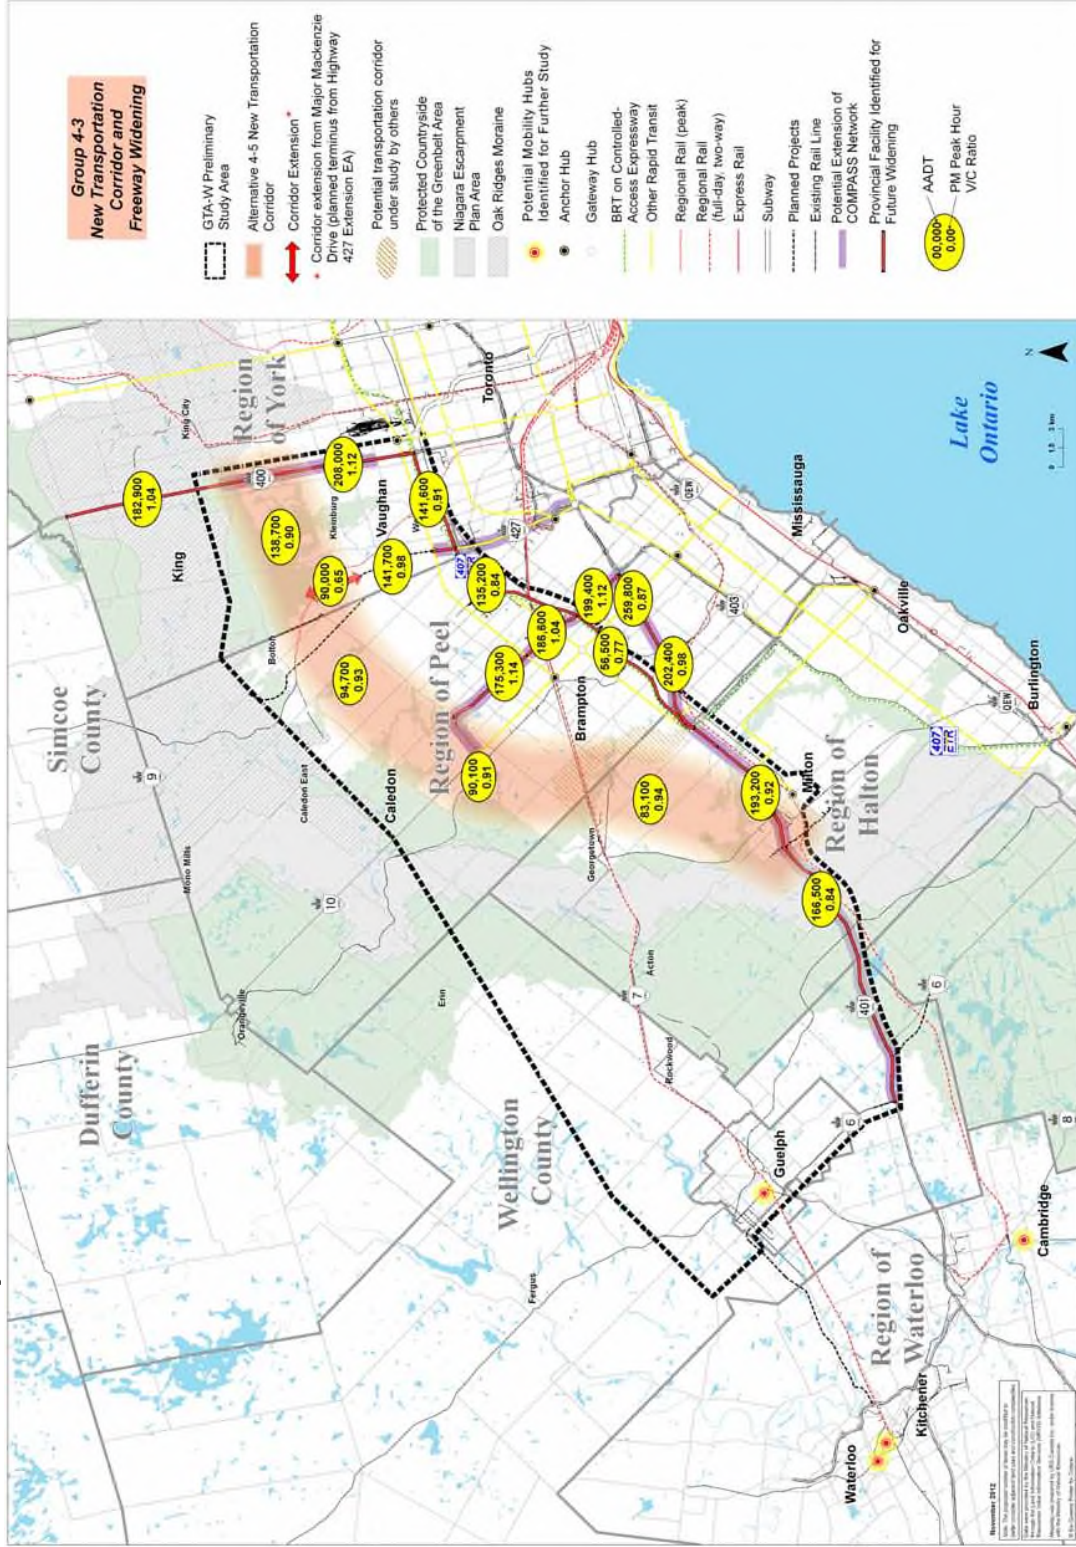 Group 4-3
New Transportation
Corridor and
Freeway Widening
GTA-W Preliminary
Study Area
Alternative 4-5 New Transportation
Corridor
Corridor Extension*
* Corridor extension from Major Mackenzie
Drive (planned terminus from Highway
427 Extension EA)
Potential transportation corridor
under study by others
Protected Countryside
of the Greenbelt Area
Niagara Escarpment
Plan Area
Oak Ridges Moraine
Potential Mobility Hubs
Identified for Further Study
Anchor Hub
Gateway Hub
BRT on Controlled-
Access Expressway
Other Rapid Transit
Regional Rail (peak)
Regional Rail
(full-day, two-way)
Express Rail
Subway
Planned Projects
Existing Rail Line
Potential Extension of
COMPASS Network
Provincial Facility Identified for
Future Widening
00,000
0.00
AADT
PM Peak Hour
V/C Ratio
Simcoe
County
Dufferin
County
Wellington
County
Region of
Waterloo
Region of Peel
Region
of York
Region of
Halton
Lake
Ontario
King
King City
Kleinburg
Vaughan
Toronto
Bolton
Caledon East
Caledon
Mono Mills
Orangeville
Erin
Brampton
Georgetown
Acton
Rockwood
Fergus
Guelph
Milton
Mississauga
Oakville
Burlington
Cambridge
Kitchener
Waterloo
182,900
1.04
208,000
1.12
138,700
0.90
90,000
0.65
141,700
0.98
141,600
0.91
135,200
0.84
94,700
0.93
199,400
1.12
259,800
0.87
186,600
1.04
56,500
0.77
175,300
1.14
202,400
0.98
90,100
0.91
83,100
0.94
193,200
0.92
166,500
0.84
400
427
407
ETR
407
ETR
403
QEW
QEW
401
9
10
7
6
6
8
N
November 2012